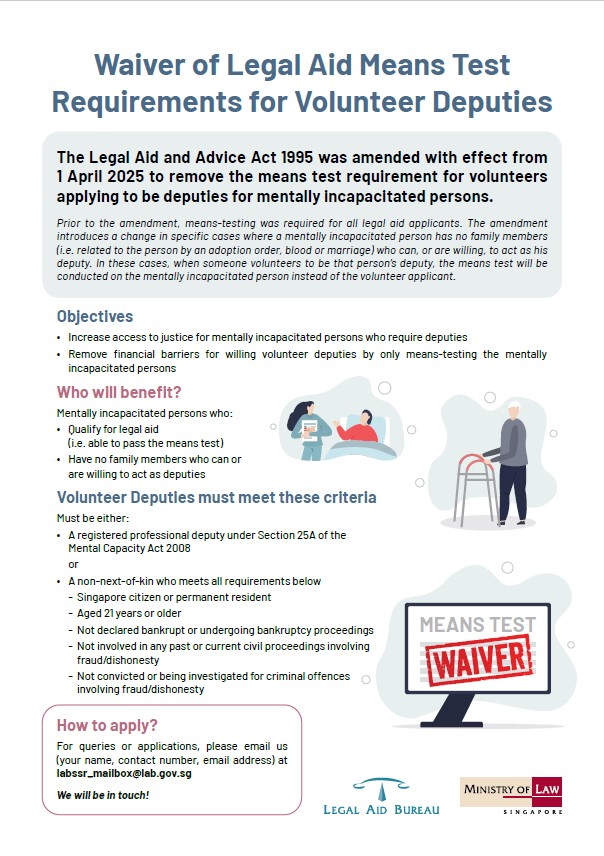 Waiver of Legal Aid Means Test
Requirements for Volunteer Deputies
The Legal Aid and Advice Act 1995 was amended with effect from
1 April 2025 to remove the means test requirement for volunteers
applying to be deputies for mentally incapacitated persons.
Prior to the amendment, means-testing was required for all legal aid applicants. The amendment
introduces a change in specific cases where a mentally incapacitated person has no family members
(i.e. related to the person by an adoption order, blood or marriage) who can, or are willing, to act as his
deputy. In these cases, when someone volunteers to be that person's deputy, the means test will be
conducted on the mentally incapacitated person instead of the volunteer applicant.
Objectives
• Increase access to justice for mentally incapacitated persons who require deputies
• Remove financial barriers for willing volunteer deputies by only means-testing the mentally
incapacitated persons
Who will benefit?
Mentally incapacitated persons who:
• Qualify for legal aid
(i.e. able to pass the means test)
• Have no family members who can or
are willing to act as deputies
Volunteer Deputies must meet these criteria
Must be either:
• A registered professional deputy under Section 25A of the
Mental Capacity Act 2008
or
• A non-next-of-kin who meets all requirements below
- Singapore citizen or permanent resident
- Aged 21 years or older
- Not declared bankrupt or undergoing bankruptcy proceedings
- Not involved in any past or current civil proceedings involving
fraud/dishonesty
- Not convicted or being investigated for criminal offences
involving fraud/dishonesty
MEANS TEST
WAIVER
How to apply?
For queries or applications, please email us
(your name, contact number, email address) at
labssr_mailbox@lab.gov.sg
We will be in touch!
LEGAL AID BUREAU
MINISTRY OF LAW
SINGAPORE